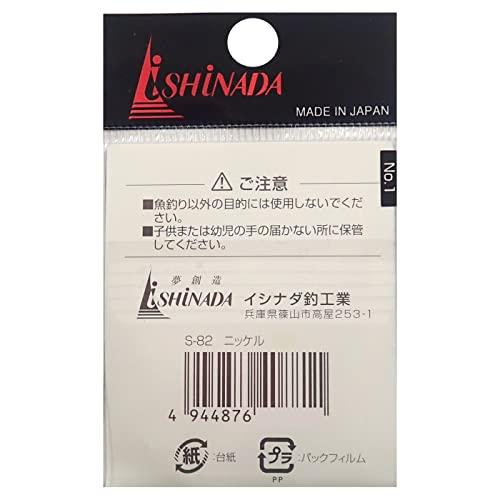 iSHiNADA
MADE IN JAPAN
No.1
⚠ ご注意
■魚釣り以外の目的には使用しないでくだ
さい。
■子供または幼児の手の届かない所に保管
してください。
夢創造
iSHiNADA イシナダ釣工業
兵庫県篠山市高屋253-1
S-82 ニッケル
4 944876
紙 :台紙
プラ :バックフィルム
PP